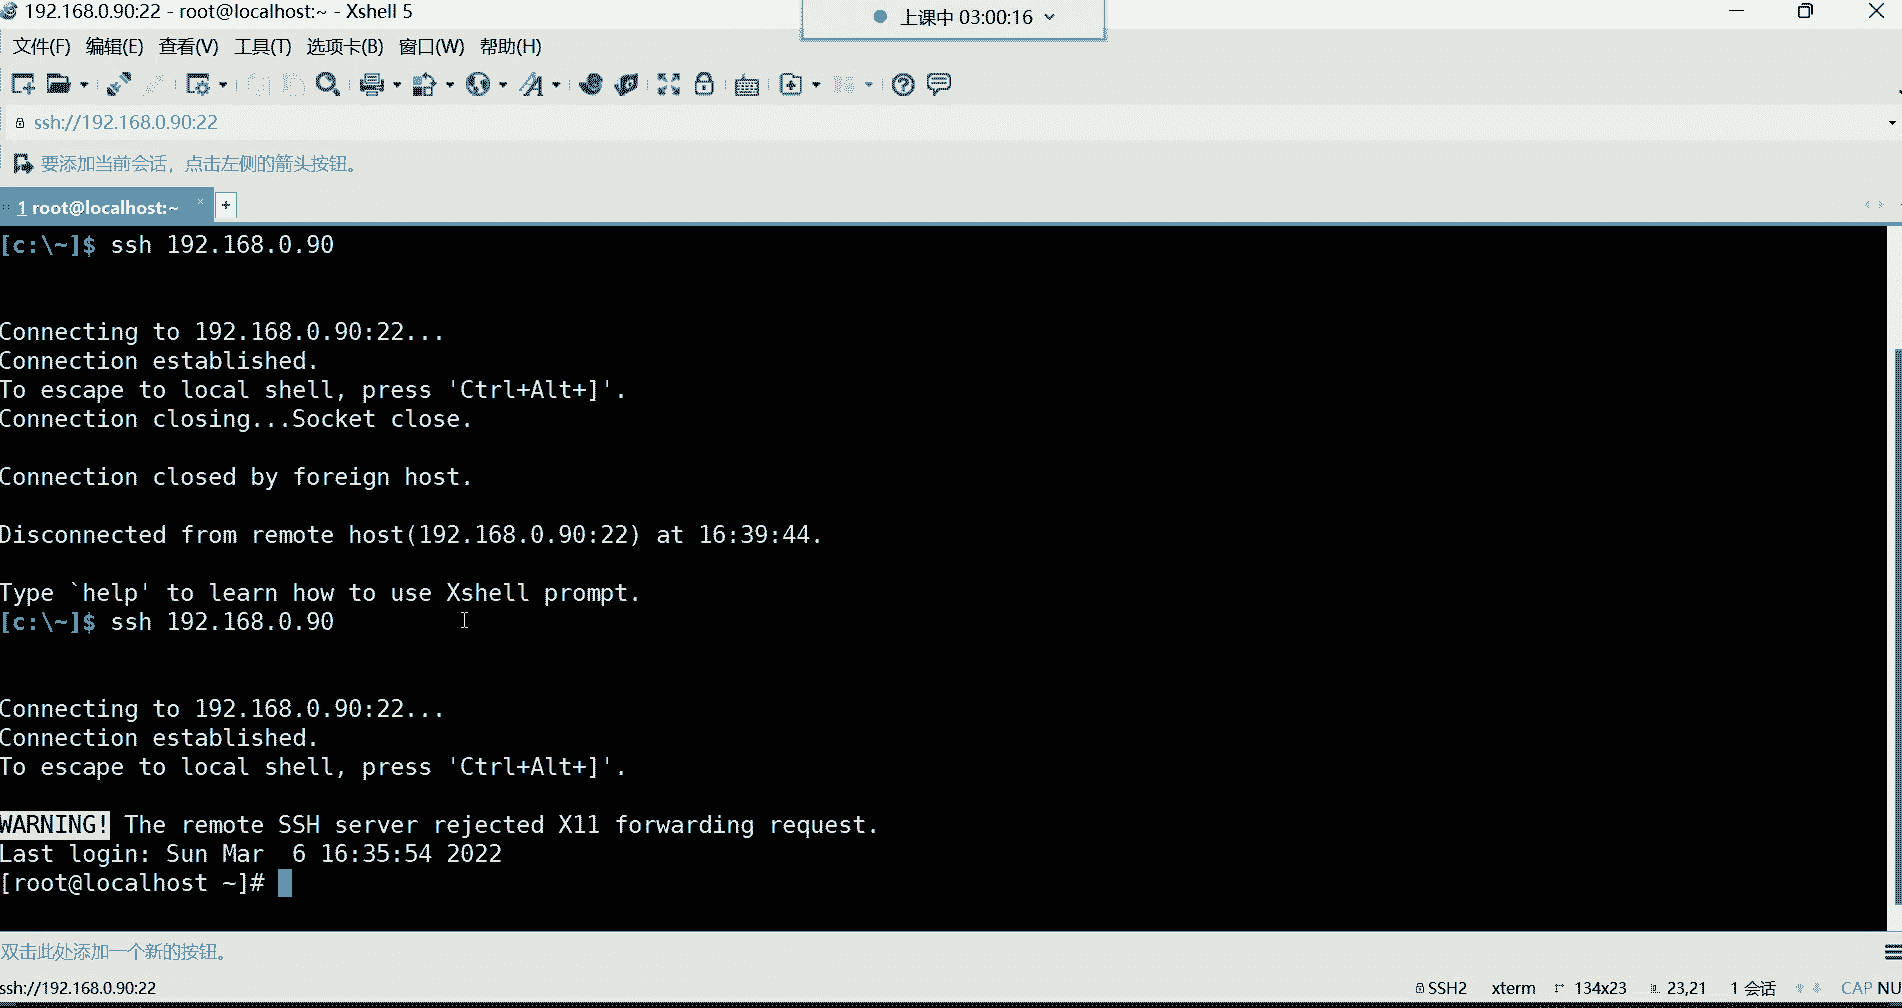 192.168.0.90:22 - root@localhost:~ - Xshell 5
上课中 03:00:16
文件(F) 编辑(E) 查看(V) 工具(T) 选项卡(B) 窗口(W) 帮助(H)
ssh://192.168.0.90:22
要添加当前会话，点击左侧的箭头按钮。
1 root@localhost:~
[c:\~]$ ssh 192.168.0.90
Connecting to 192.168.0.90:22...
Connection established.
To escape to local shell, press 'Ctrl+Alt+]'.
Connection closing...Socket close.
Connection closed by foreign host.
Disconnected from remote host(192.168.0.90:22) at 16:39:44.
Type `help' to learn how to use Xshell prompt.
[c:\~]$ ssh 192.168.0.90
Connecting to 192.168.0.90:22...
Connection established.
To escape to local shell, press 'Ctrl+Alt+]'.
WARNING! The remote SSH server rejected X11 forwarding request.
Last login: Sun Mar  6 16:35:54 2022
[root@localhost ~]#
双击此处添加一个新的按钮。
ssh://192.168.0.90:22 SSH2 xterm 134x23 23,21 1 会话 CAP NU